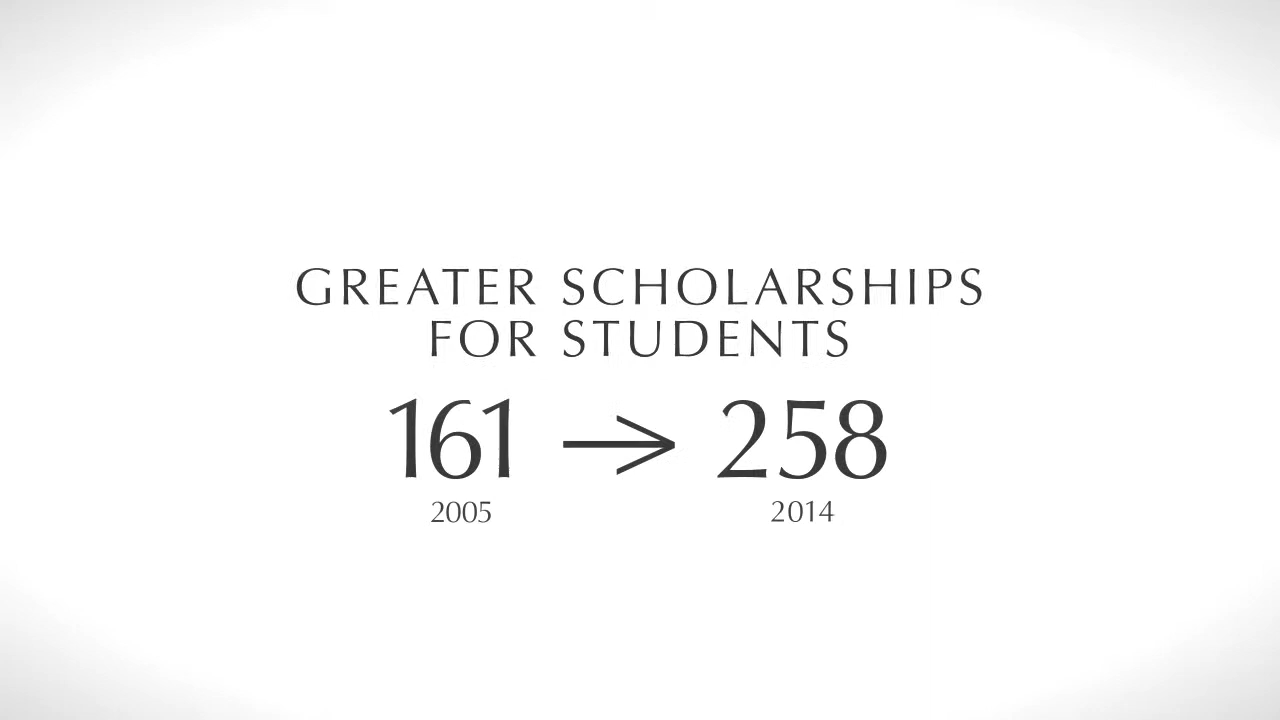 GREATER SCHOLARSHIPS
FOR STUDENTS
161 → 258
2005 2014